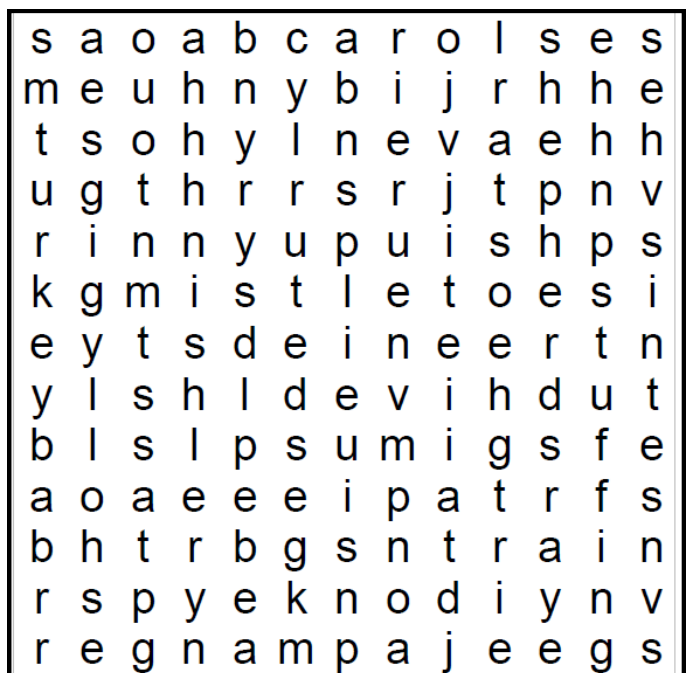 s a o a b c a r o l s e s
m e u h n y b i j r h h e
t s o h y l n e v a e h h
u g t h r r s r j t p n v
r i n n y u p u i s h p s
k g m i s t l e t o e s i
e y t s d e i n e e r t n
y l s h l d e v i h d u t
b l s l p s u m i g s f e
a o a e e e i p a t r f s
b h t r b g s n t r a i n
r s p y e k n o d i y n v
r e g n a m p a j e e g s